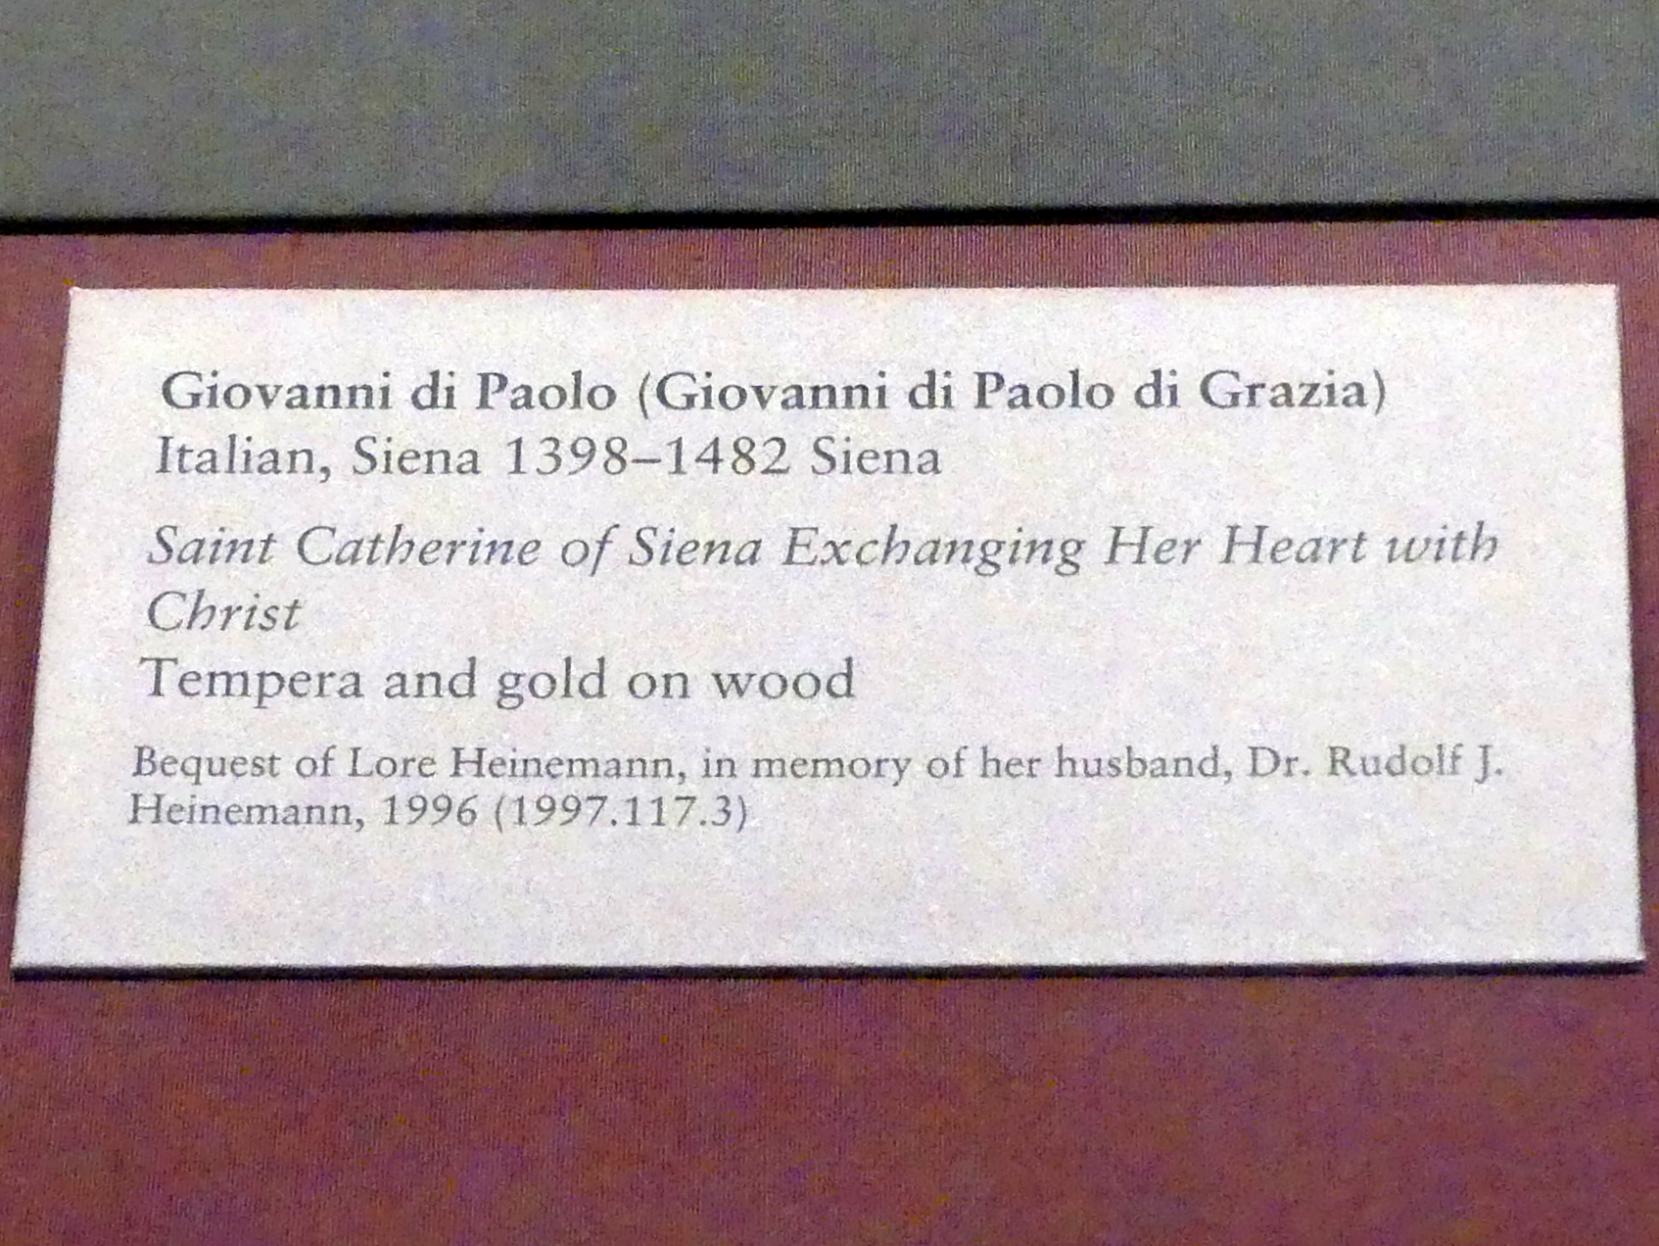 Giovanni di Paolo (Giovanni di Paolo di Grazia)
Italian, Siena 1398–1482 Siena
Saint Catherine of Siena Exchanging Her Heart with
Christ
Tempera and gold on wood
Bequest of Lore Heinemann, in memory of her husband, Dr. Rudolf J.
Heinemann, 1996 (1997.117.3)